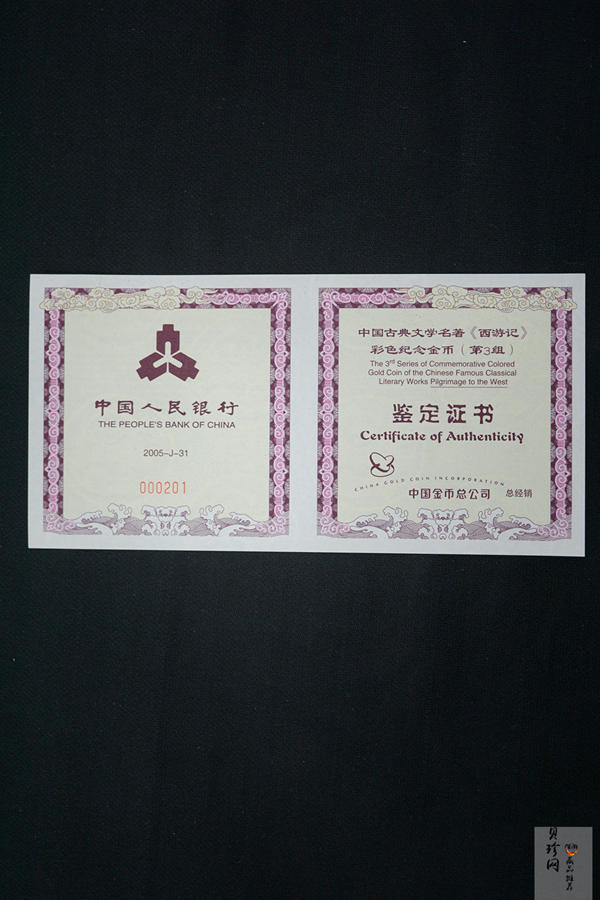 中国人民银行
THE PEOPLE'S BANK OF CHINA
2005-J-31
000201
中国古典文学名著《西游记》
彩色纪念金币（第3组）
The 3rd Series of Commemorative Colored
Gold Coin of the Chinese Famous Classical
Literary Works Pilgrimage to the West
鉴定证书
Certificate of Authenticity
CHINA GOLD COIN INCORPORATION
中国金币总公司 总经销
贝珍网